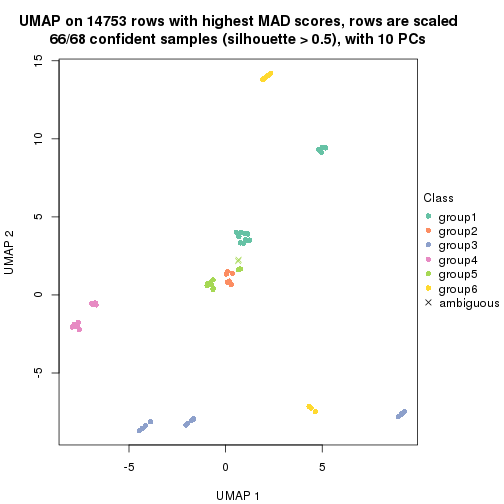 UMAP on 14753 rows with highest MAD scores, rows are scaled
66/68 confident samples (silhouette > 0.5), with 10 PCs
15
10
5
0
-5
UMAP 2
-5
0
5
UMAP 1
Class
group1
group2
group3
group4
group5
group6
ambiguous